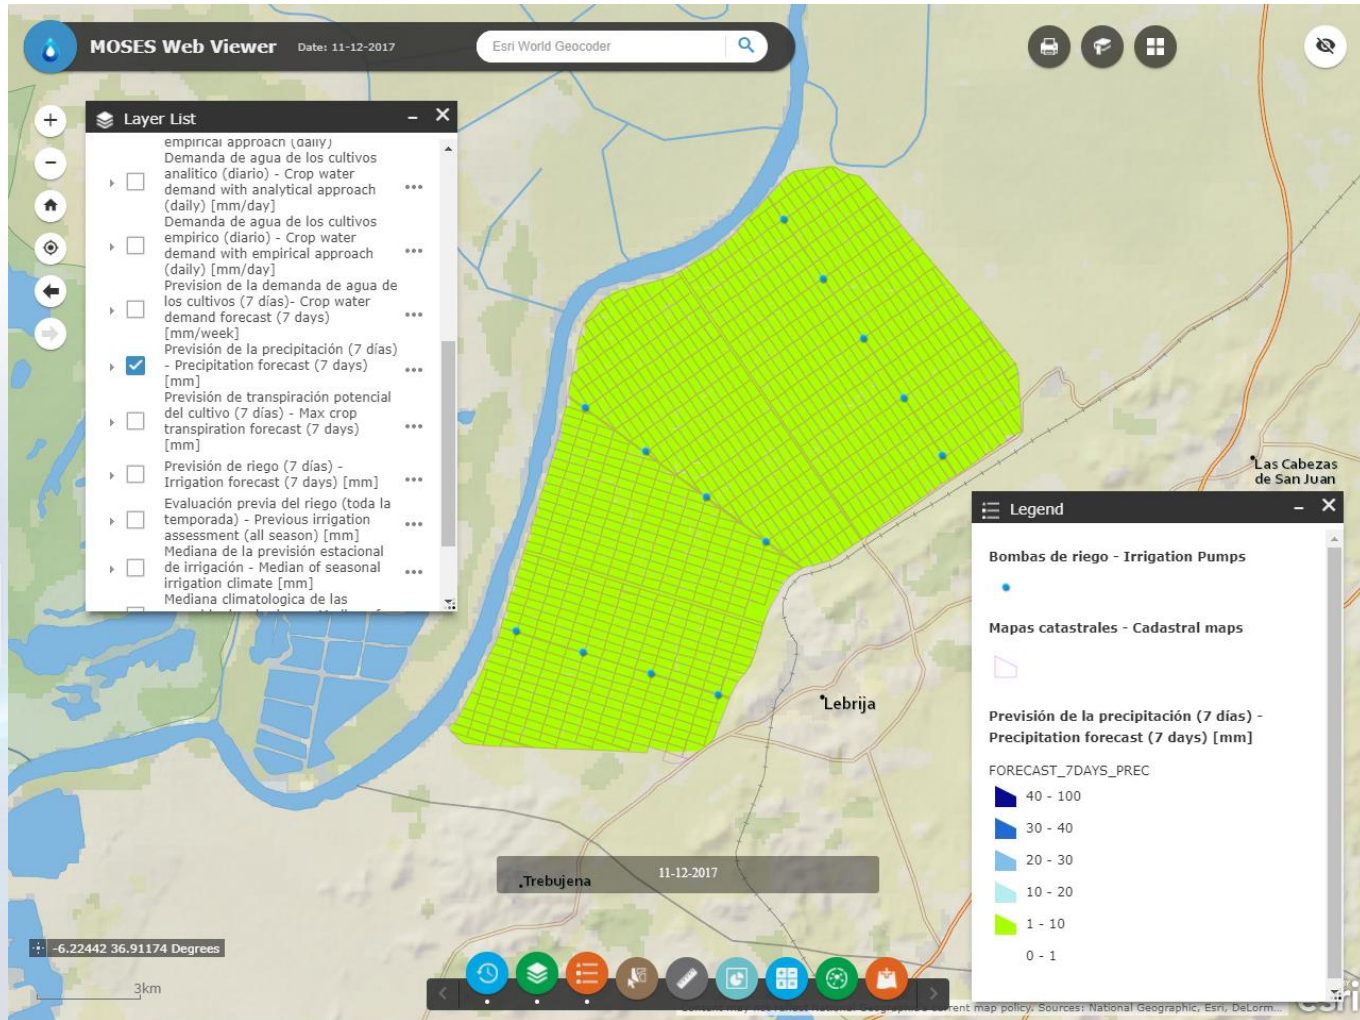 MOSES Web Viewer
Date: 11-12-2017
Esri World Geocoder
Layer List
empirical approach (daily)
Demanda de agua de los cultivos
analitico (diario) - Crop water
demand with analytical approach
(daily) [mm/day]
Demanda de agua de los cultivos
empirico (diario) - Crop water
demand with empirical approach
(daily) [mm/day]
Prevision de la demanda de agua de
los cultivos (7 días)- Crop water
demand forecast (7 days)
[mm/week]
Previsión de la precipitación (7 días)
- Precipitation forecast (7 days)
[mm]
Previsión de transpiración potencial
del cultivo (7 días) - Max crop
transpiration forecast (7 days)
[mm]
Previsión de riego (7 días) -
Irrigation forecast (7 days) [mm]
Evaluación previa del riego (toda la
temporada) - Previous irrigation
assessment (all season) [mm]
Mediana de la previsión estacional
de irrigación - Median of seasonal
irrigation climate [mm]
Mediana climatologica de las
Las Cabezas
de San Juan
Lebrija
Trebujena
Legend
Bombas de riego - Irrigation Pumps
Mapas catastrales - Cadastral maps
Previsión de la precipitación (7 días) -
Precipitation forecast (7 days) [mm]
FORECAST_7DAYS_PREC
40 - 100
30 - 40
20 - 30
10 - 20
1 - 10
0 - 1
11-12-2017
-6.22442 36.91174 Degrees
3km
map policy. Sources: National Geographic, Esri, DeLorm...
esri